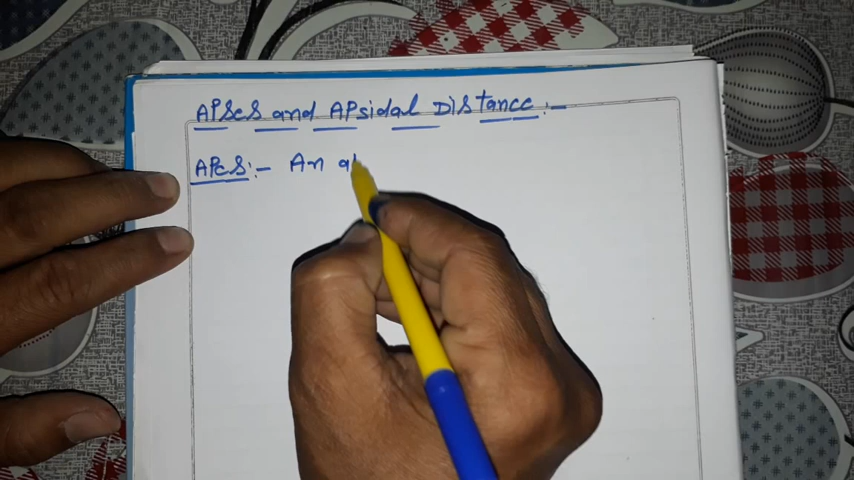 APSes and APsidal Distance :-
APES :- An a